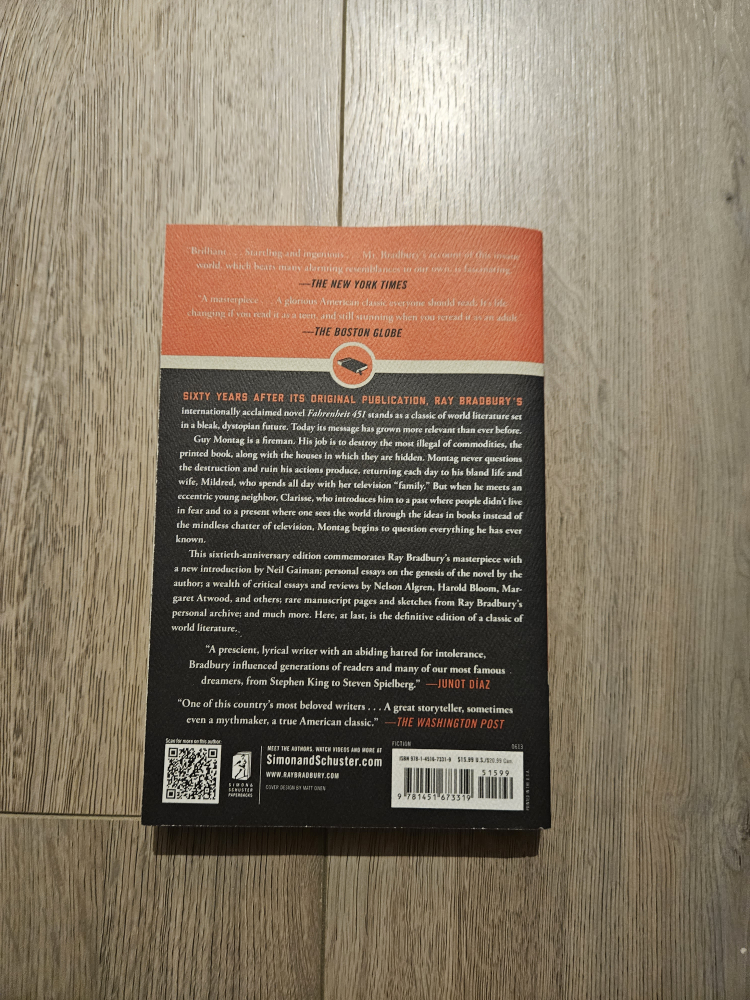 "Brilliant . . . Startling and ingenious . . . Mr. Bradbury's account of this insane
world, which bears many alarming resemblances to our own, is fascinating."
—THE NEW YORK TIMES
"A masterpiece . . . A glorious American classic everyone should read: It's life-
changing if you read it as a teen, and still stunning when you reread it as an adult."
—THE BOSTON GLOBE
SIXTY YEARS AFTER ITS ORIGINAL PUBLICATION, RAY BRADBURY'S
internationally acclaimed novel Fahrenheit 451 stands as a classic of world literature set
in a bleak, dystopian future. Today its message has grown more relevant than ever before.
Guy Montag is a fireman. His job is to destroy the most illegal of commodities, the
printed book, along with the houses in which they are hidden. Montag never questions
the destruction and ruin his actions produce, returning each day to his bland life and
wife, Mildred, who spends all day with her television "family." But when he meets an
eccentric young neighbor, Clarisse, who introduces him to a past where people didn't live
in fear and to a present where one sees the world through the ideas in books instead of
the mindless chatter of television, Montag begins to question everything he has ever
known.
This sixtieth-anniversary edition commemorates Ray Bradbury's masterpiece with
a new introduction by Neil Gaiman; personal essays on the genesis of the novel by the
author; a wealth of critical essays and reviews by Nelson Algren, Harold Bloom, Mar-
garet Atwood, and others; rare manuscript pages and sketches from Ray Bradbury's
personal archive; and much more. Here, at last, is the definitive edition of a classic of
world literature.
"A prescient, lyrical writer with an abiding hatred for intolerance,
Bradbury influenced generations of readers and many of our most famous
dreamers, from Stephen King to Steven Spielberg." —JUNOT DÍAZ
"One of this country's most beloved writers . . . A great storyteller, sometimes
even a mythmaker, a true American classic." —THE WASHINGTON POST
Scan for more on this author.
SIMON &
SCHUSTER
PAPERBACKS
MEET THE AUTHORS, WATCH VIDEOS AND MORE AT
SimonandSchuster.com
WWW.RAYBRADBURY.COM
COVER DESIGN BY MATT OWEN
FICTION 0613
ISBN 978-1-4516-7331-9 $15.99 U.S./$20.99 Can.
51599
9 781451 673319
PRINTED IN U.S.A.